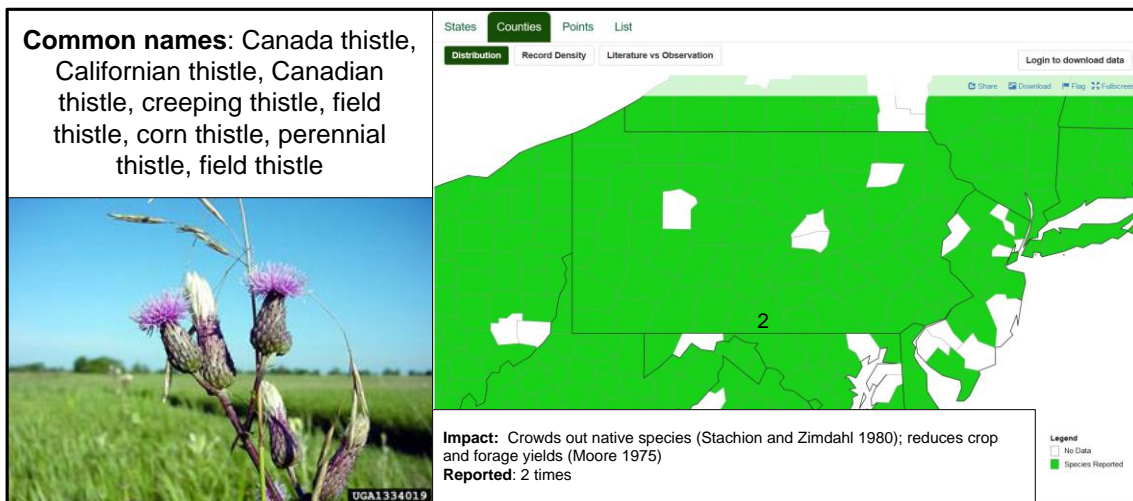 Common names: Canada thistle,
Californian thistle, Canadian
thistle, creeping thistle, field
thistle, corn thistle, perennial
thistle, field thistle
UGA1334019
States Counties Points List
Distribution Record Density Literature vs Observation
Login to download data
Share Download Flag Fullscreen
2
Impact: Crowds out native species (Stachion and Zimdahl 1980); reduces crop
and forage yields (Moore 1975)
Reported: 2 times
Legend
No Data
Species Reported